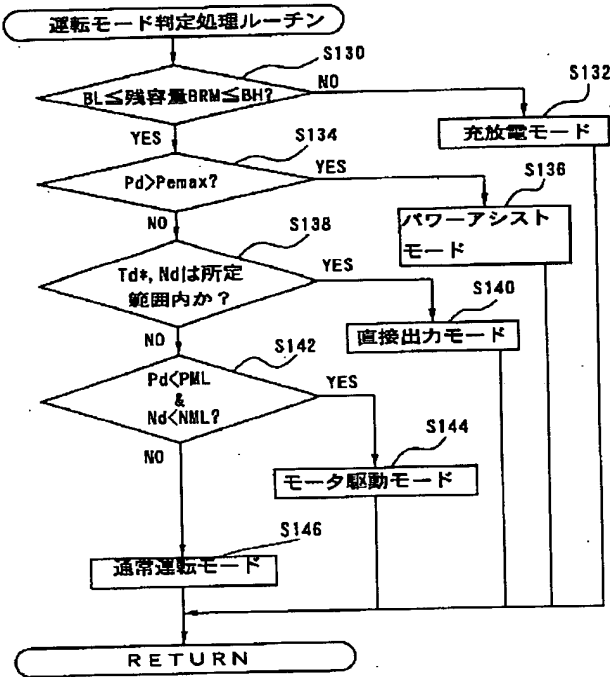 運転モード判定処理ルーチン
S130
BL≦残容量BRM≦BH?
NO
S132
充放電モード
YES
S134
Pd>Pemax?
YES
S136
パワーアシスト
モード
NO
S138
Td*,Ndは所定
範囲内か?
YES
S140
直接出力モード
NO
S142
Pd<PML
&
Nd<NML?
YES
S144
モータ駆動モード
NO
S146
通常運転モード
RETURN